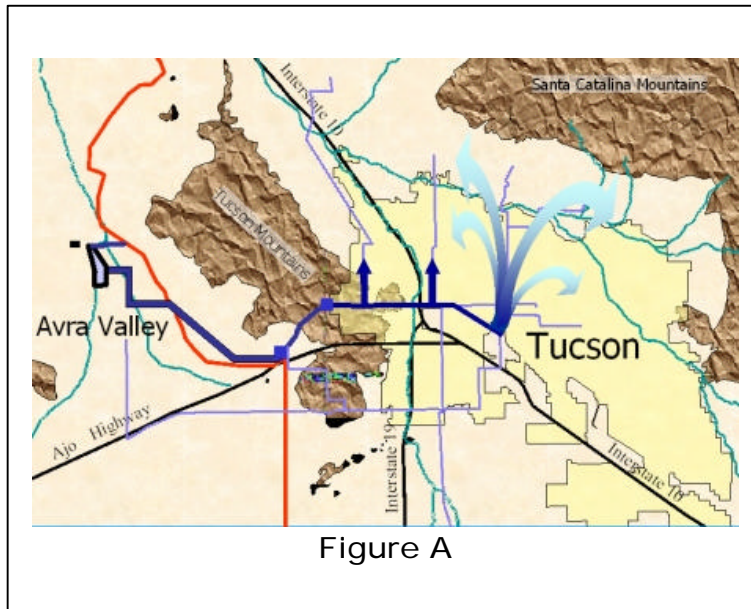 Santa Catalina Mountains
Interstate 10
Tucson Mountains
Avra Valley
Tucson
Ajo Highway
Interstate 19
Interstate 10
Figure A